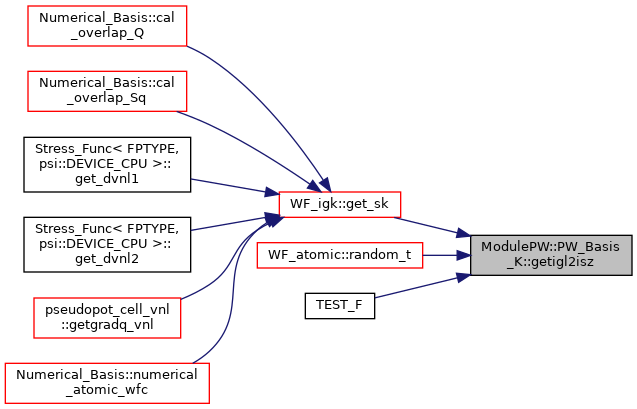 Numerical_Basis::cal
_overlap_Q
Numerical_Basis::cal
_overlap_Sq
Stress_Func< FPTYPE,
psi::DEVICE_CPU >::
get_dvnl1
Stress_Func< FPTYPE,
psi::DEVICE_CPU >::
get_dvnl2
pseudopot_cell_vnl
::getgradq_vnl
Numerical_Basis::numerical
_atomic_wfc
WF_igk::get_sk
WF_atomic::random_t
TEST_F
ModulePW::PW_Basis
_K::getigl2isz